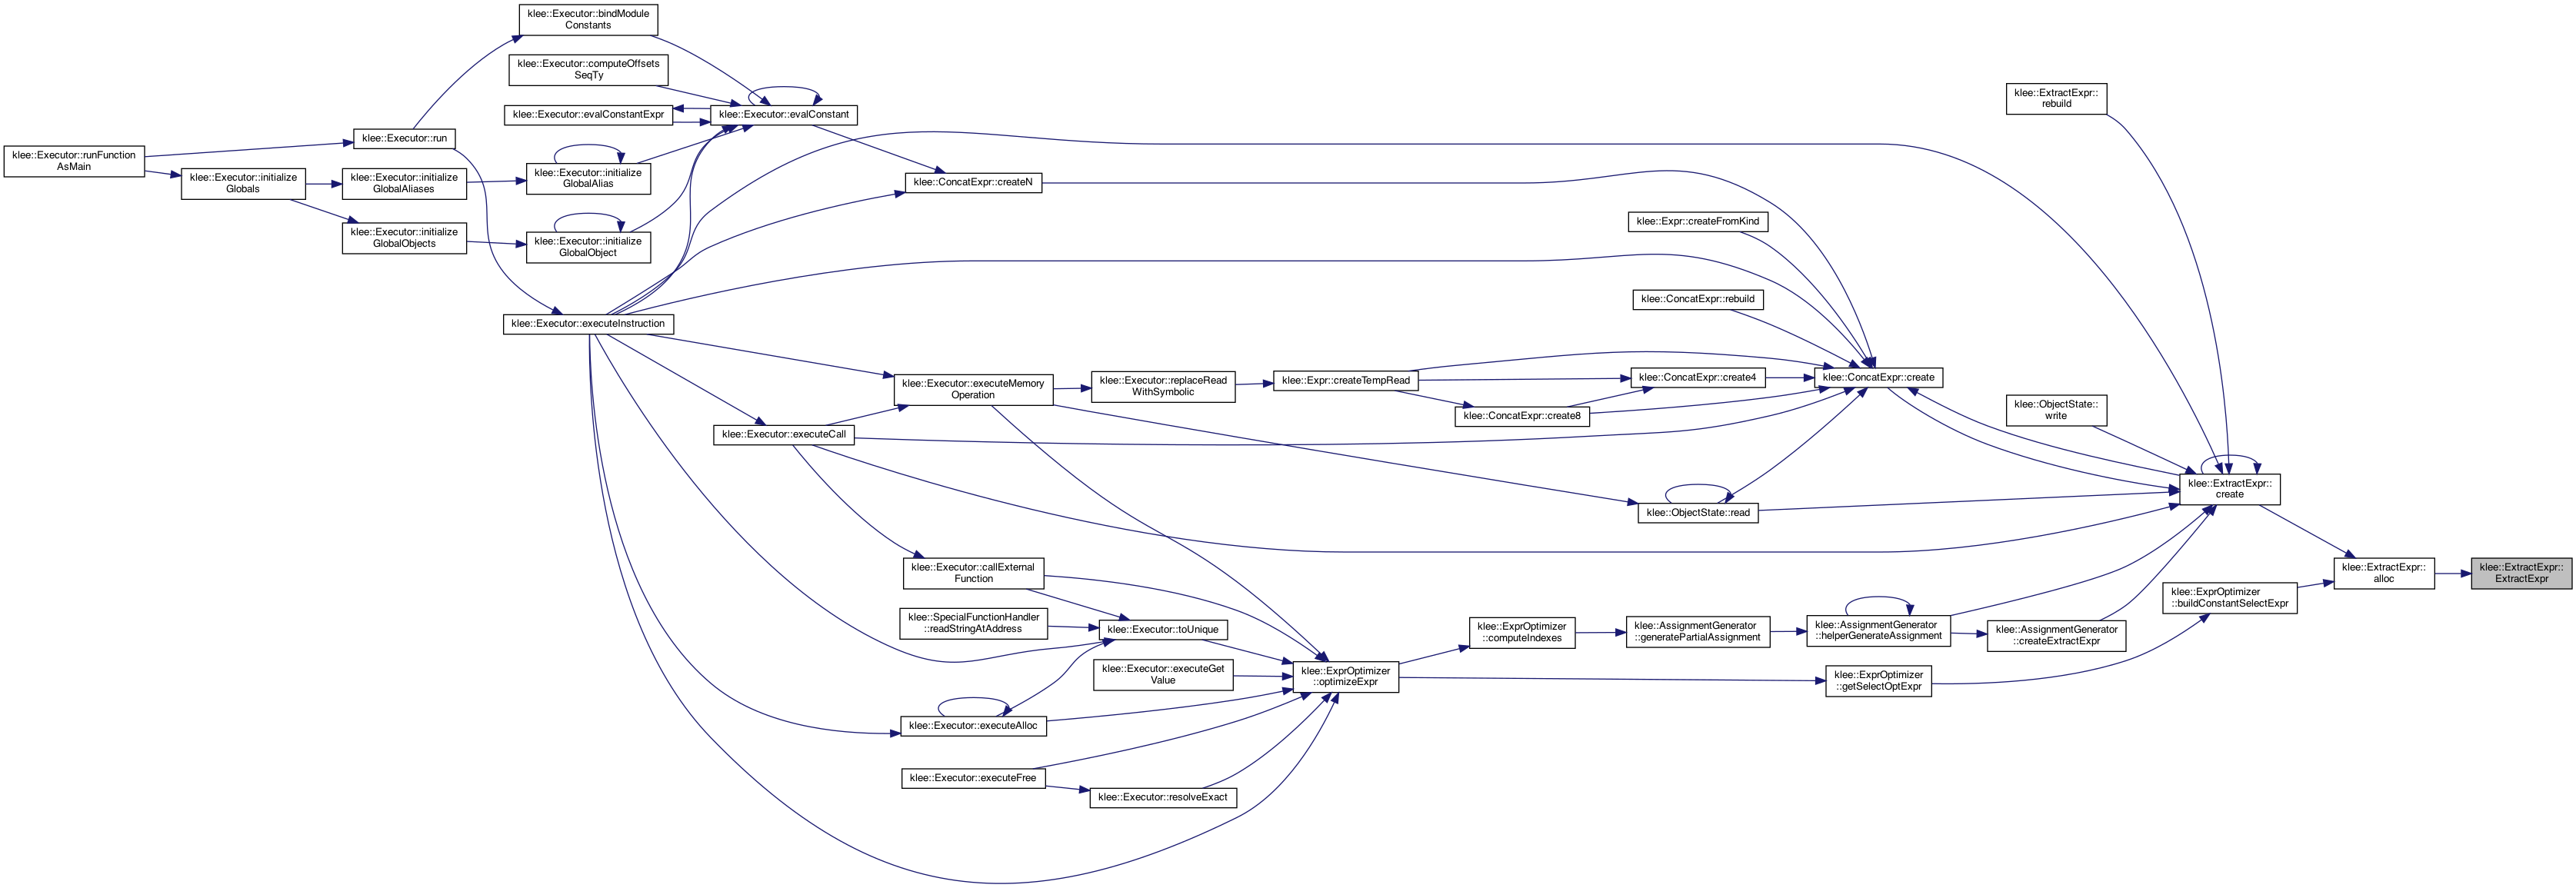 klee::Executor::bindModule
Constants
klee::Executor::computeOffsets
SeqTy
klee::Executor::evalConstantExpr
klee::Executor::evalConstant
klee::ExtractExpr::
rebuild
klee::Executor::run
klee::Executor::runFunction
AsMain
klee::Executor::initialize
Globals
klee::Executor::initialize
GlobalAliases
klee::Executor::initialize
GlobalAlias
klee::ConcatExpr::createN
klee::Executor::initialize
GlobalObjects
klee::Executor::initialize
GlobalObject
klee::Expr::createFromKind
klee::ConcatExpr::rebuild
klee::Executor::executeInstruction
klee::Executor::executeMemory
Operation
klee::Executor::replaceRead
WithSymbolic
klee::Expr::createTempRead
klee::ConcatExpr::create4
klee::ConcatExpr::create
klee::ConcatExpr::create8
klee::ObjectState::
write
klee::Executor::executeCall
klee::ExtractExpr::
create
klee::ObjectState::read
klee::Executor::callExternal
Function
klee::ExtractExpr::
alloc
klee::ExtractExpr::
ExtractExpr
klee::ExprOptimizer
::buildConstantSelectExpr
klee::SpecialFunctionHandler
::readStringAtAddress
klee::Executor::toUnique
klee::ExprOptimizer
::computeIndexes
klee::AssignmentGenerator
::generatePartialAssignment
klee::AssignmentGenerator
::helperGenerateAssignment
klee::AssignmentGenerator
::createExtractExpr
klee::Executor::executeGet
Value
klee::ExprOptimizer
::optimizeExpr
klee::ExprOptimizer
::getSelectOptExpr
klee::Executor::executeAlloc
klee::Executor::executeFree
klee::Executor::resolveExact